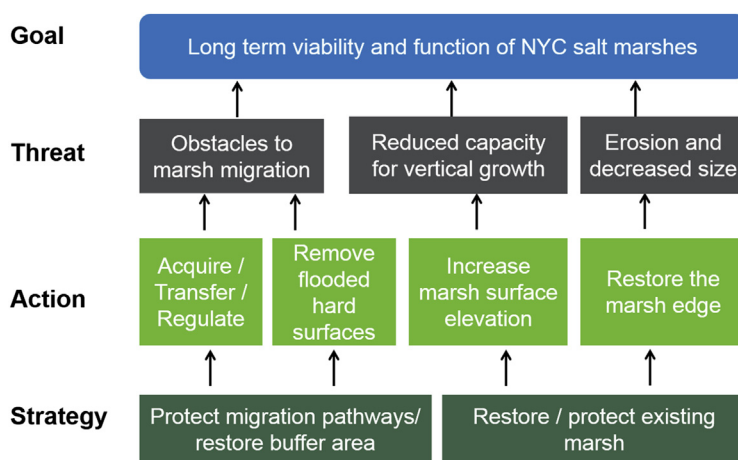 Goal
Long term viability and function of NYC salt marshes
Threat
Obstacles to
marsh migration
Reduced capacity
for vertical growth
Erosion and
decreased size
Action
Acquire /
Transfer /
Regulate
Remove
flooded
hard
surfaces
Increase
marsh surface
elevation
Restore the
marsh edge
Strategy
Protect migration pathways/
restore buffer area
Restore / protect existing
marsh